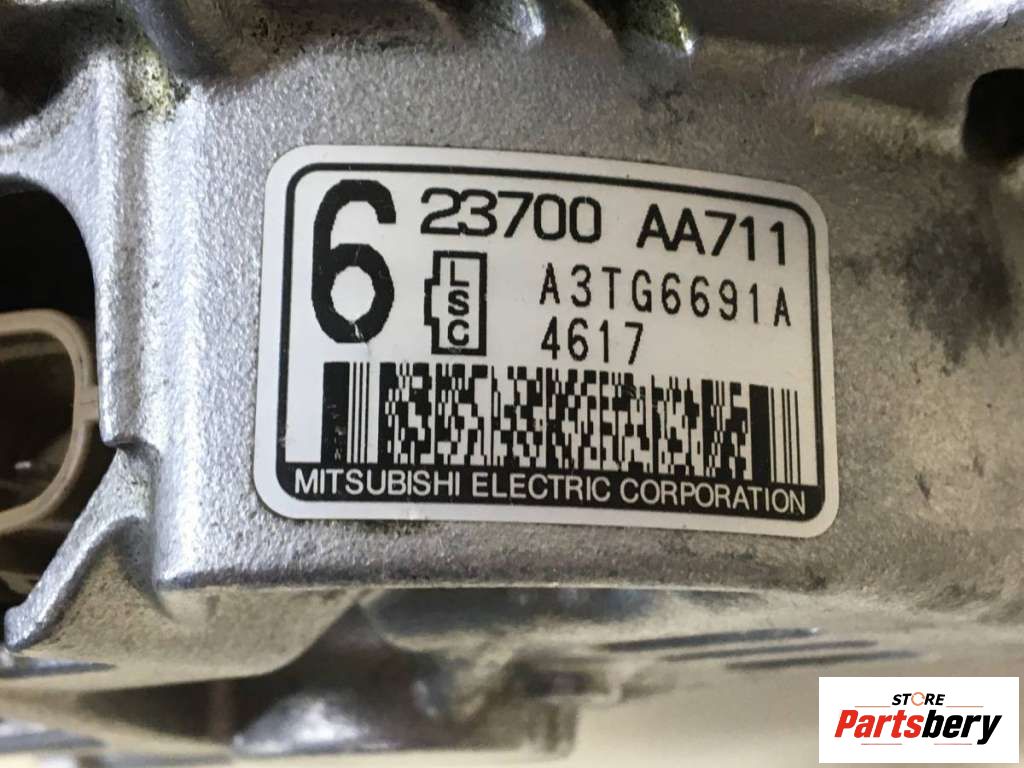 6 23700 AA711
LSC A3TG6691A
4617
MITSUBISHI ELECTRIC CORPORATION
STORE
Partsbery